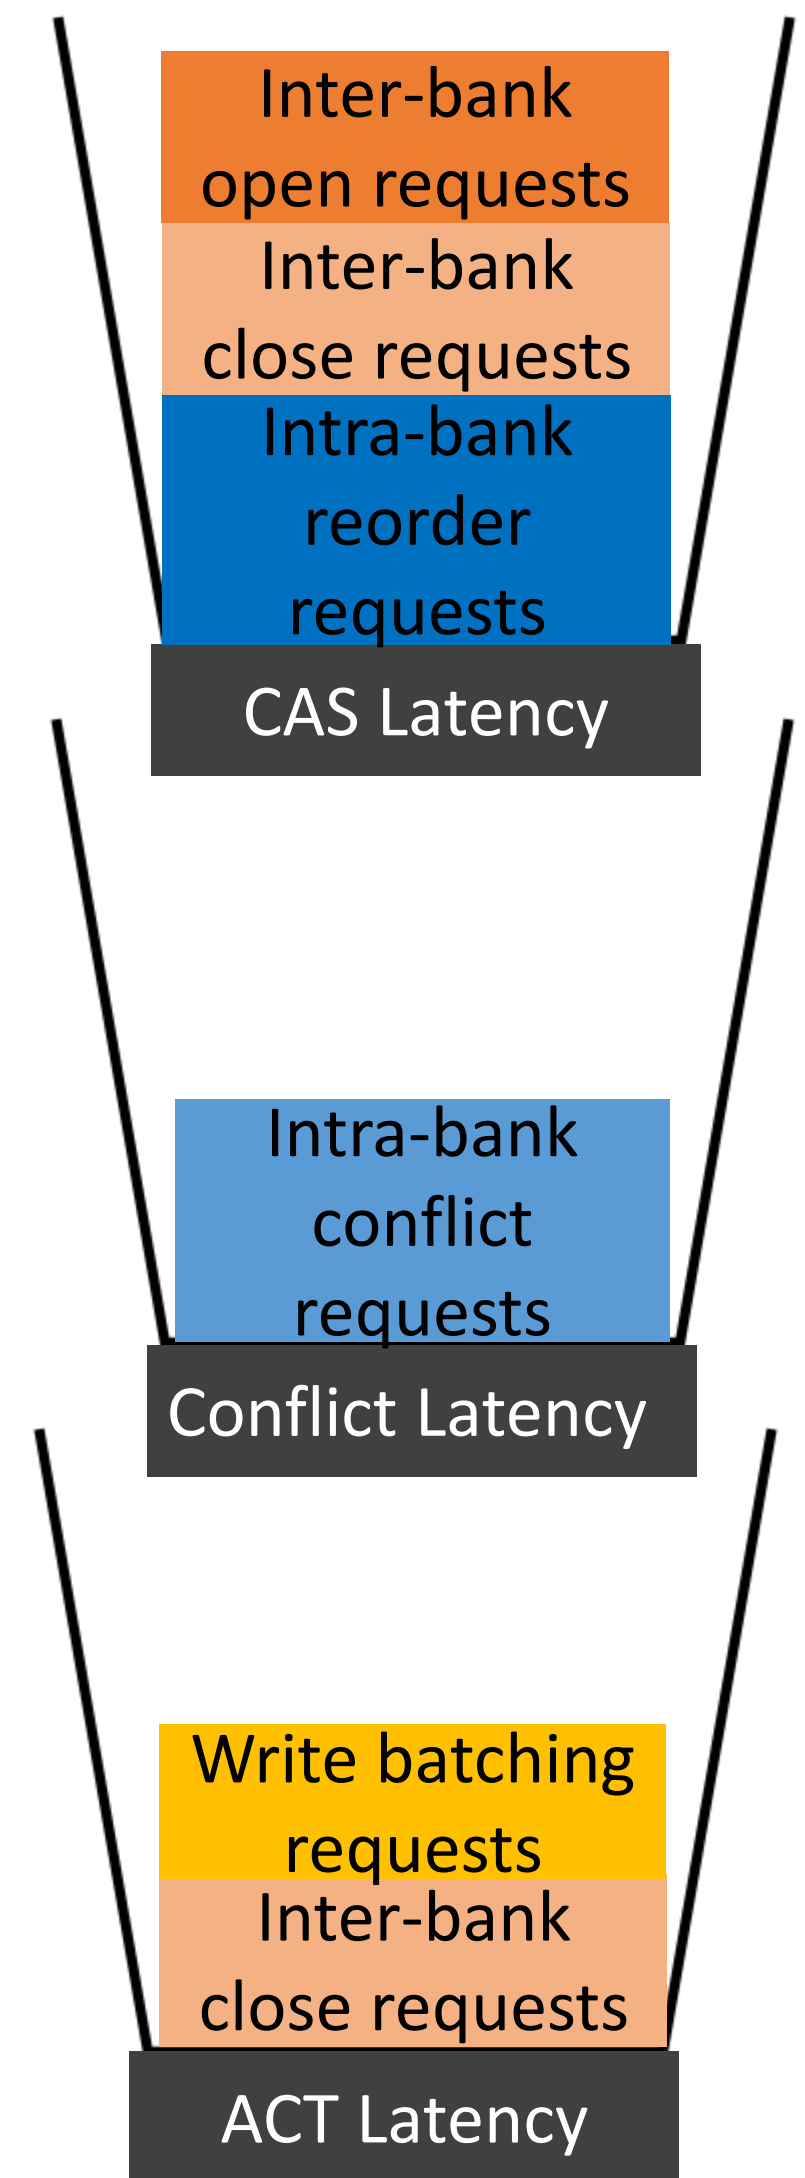 Inter-bank
open requests
Inter-bank
close requests
Intra-bank
reorder
requests
CAS Latency
Intra-bank
conflict
requests
Conflict Latency
Write batching
requests
Inter-bank
close requests
ACT Latency